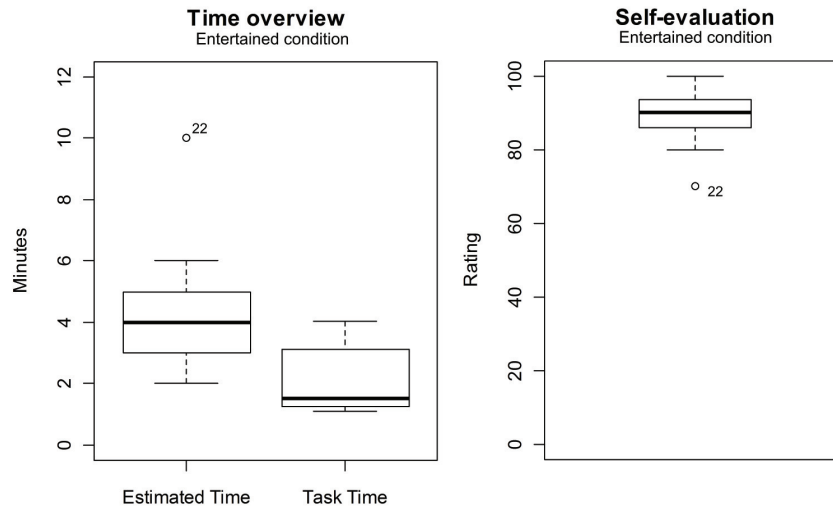 Time overview
Entertained condition
Minutes
12
10
8
6
4
2
0
22
Estimated Time
Task Time
Self-evaluation
Entertained condition
Rating
100
80
60
40
20
0
22